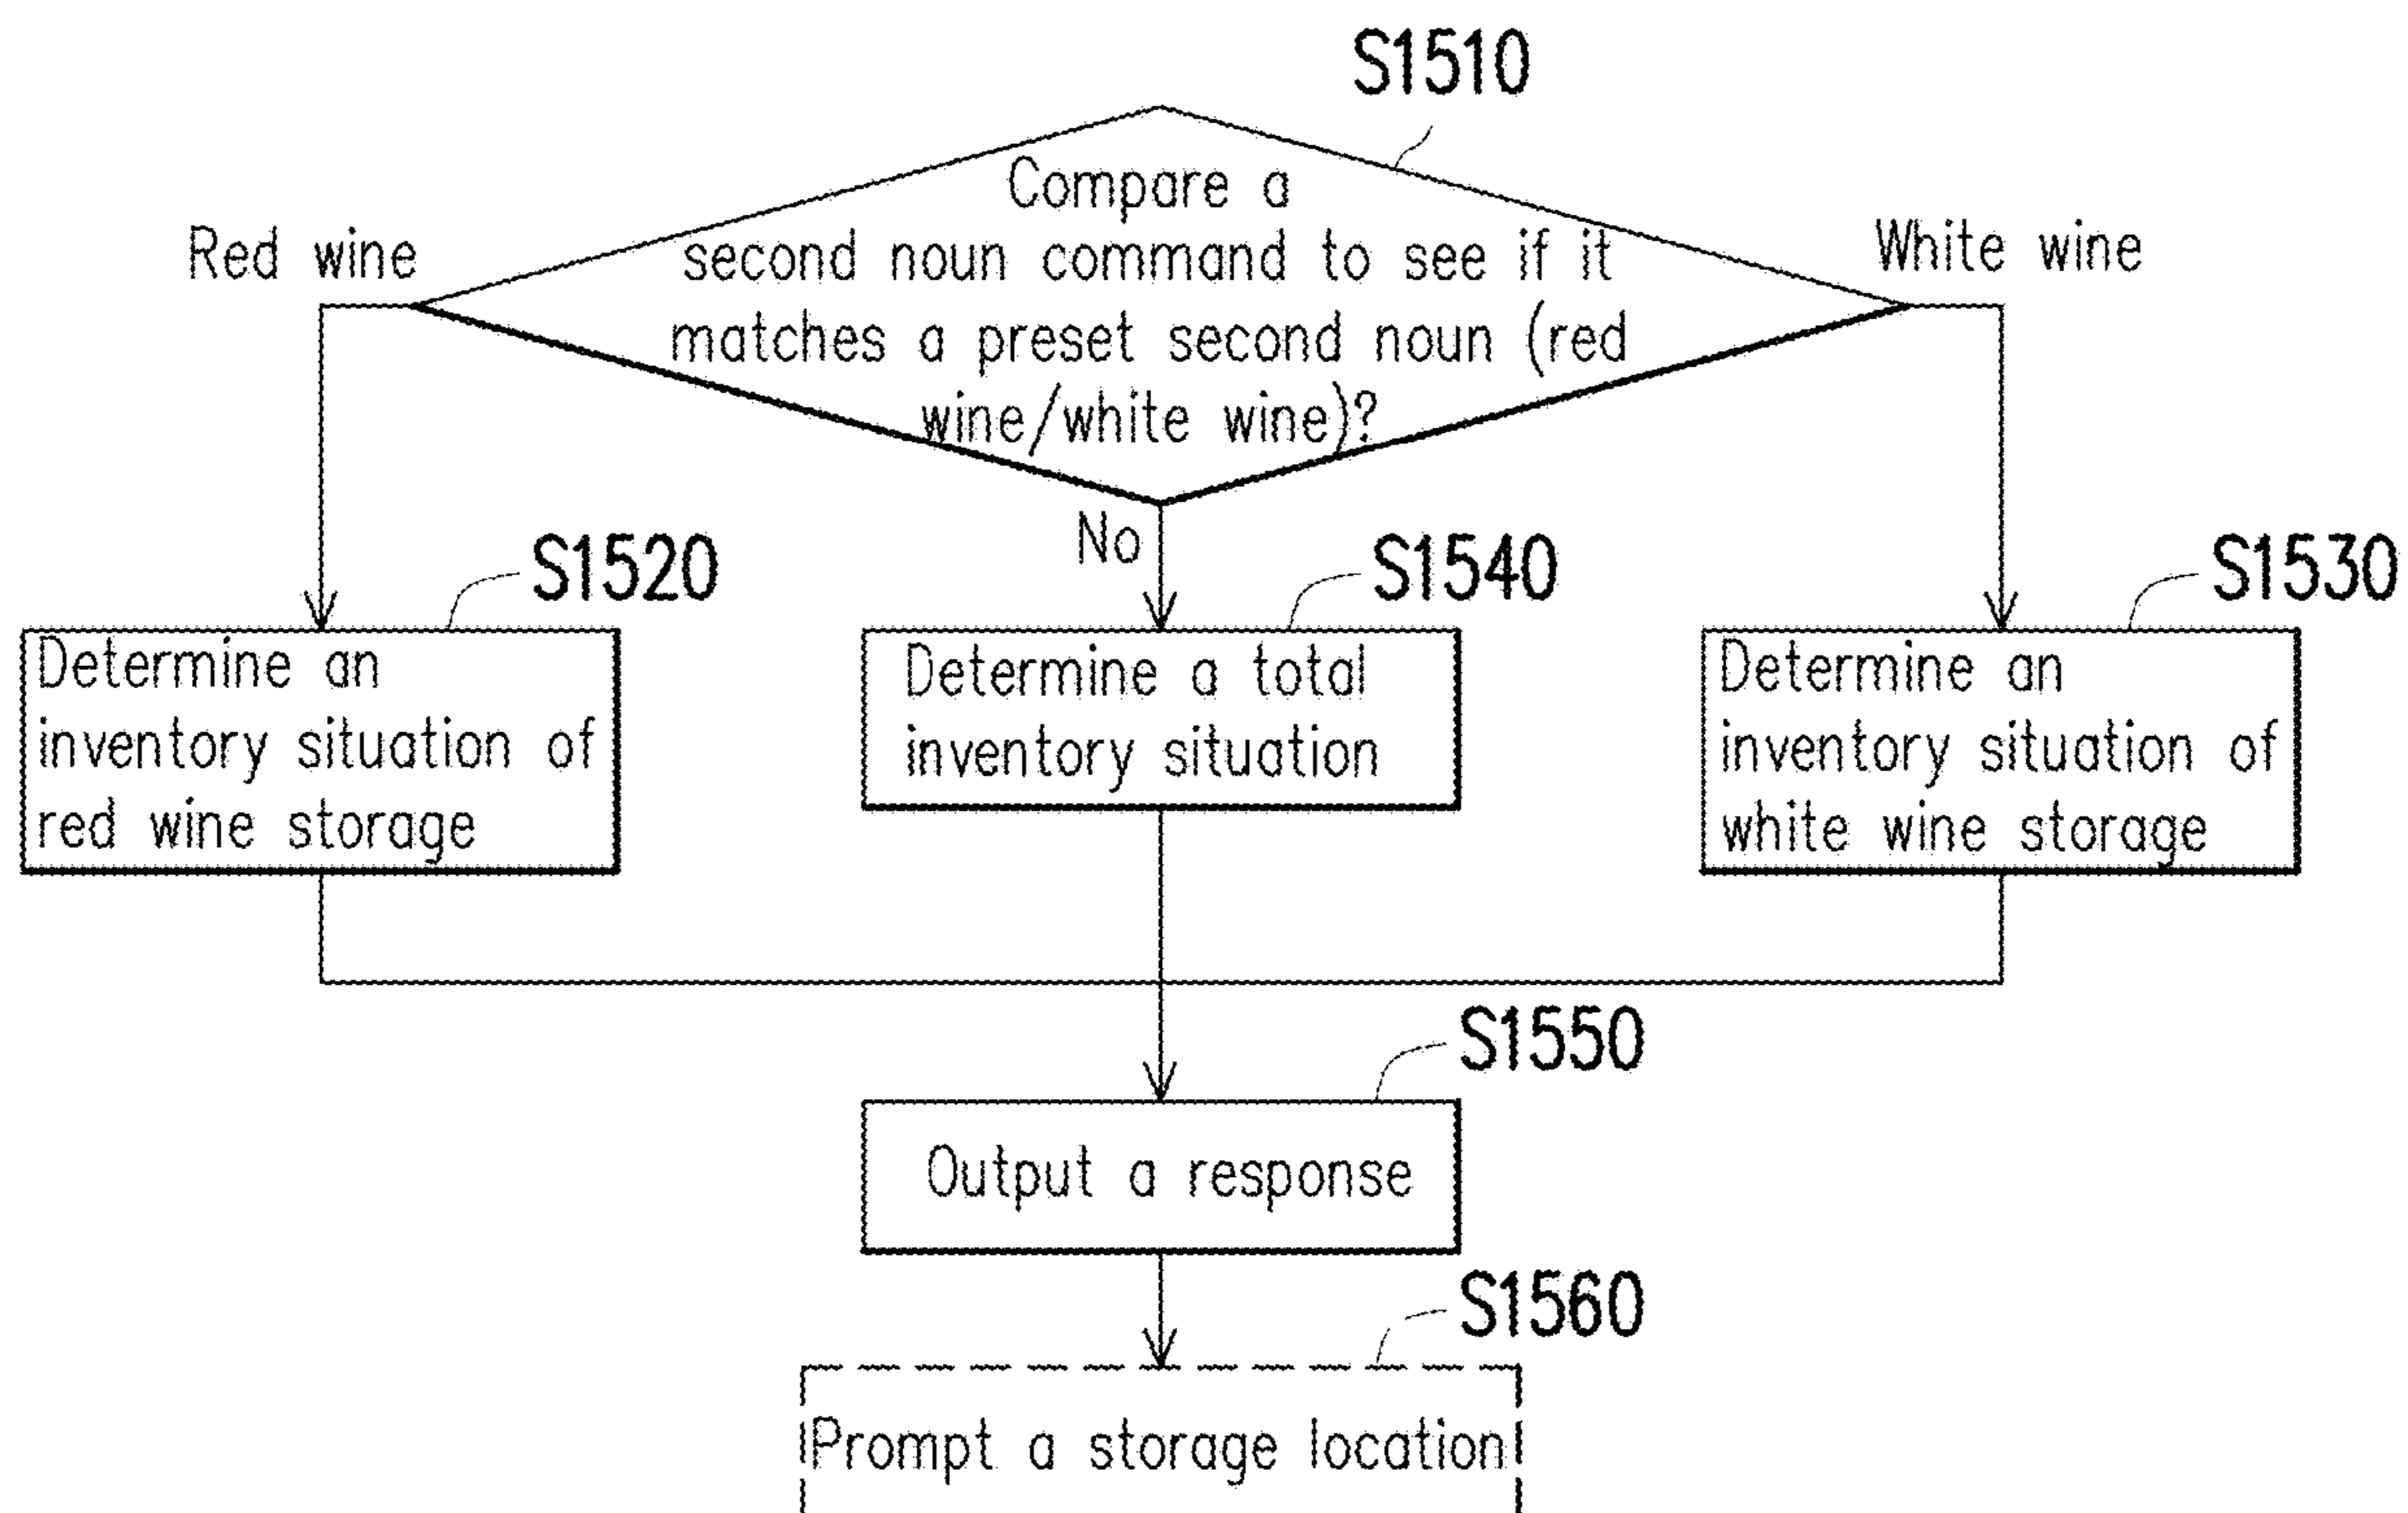 S1510
Compare a
second noun command to see if it
matches a preset second noun (red
wine/white wine)?
Red wine
White wine
No
S1520
Determine an
inventory situation of
red wine storage
S1540
Determine a total
inventory situation
S1530
Determine an
inventory situation of
white wine storage
S1550
Output a response
S1560
Prompt a storage location